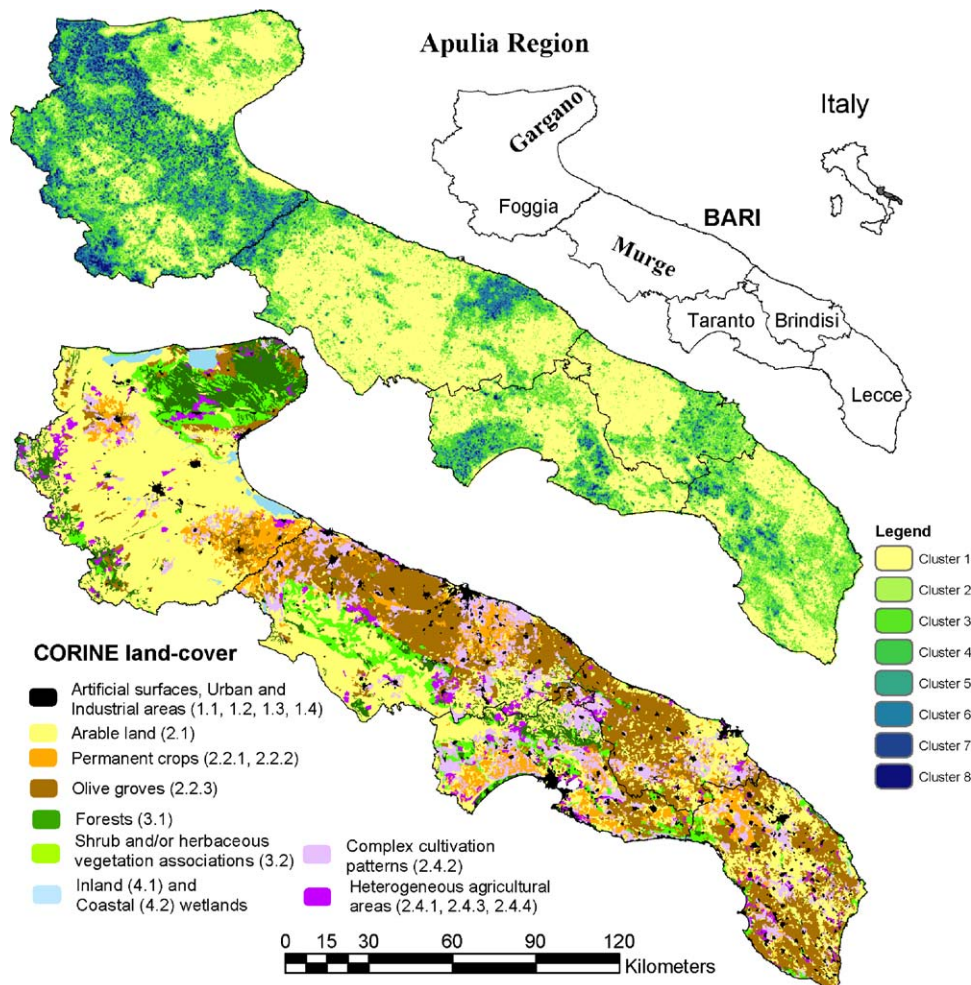 Apulia Region
Gargano
Italy
Foggia
BARI
Murge
Taranto
Brindisi
Lecce
Legend
Cluster 1
Cluster 2
Cluster 3
Cluster 4
Cluster 5
Cluster 6
Cluster 7
Cluster 8
CORINE land-cover
Artificial surfaces, Urban and
Industrial areas (1.1, 1.2, 1.3, 1.4)
Arable land (2.1)
Permanent crops (2.2.1, 2.2.2)
Olive groves (2.2.3)
Forests (3.1)
Shrub and/or herbaceous
vegetation associations (3.2)
Inland (4.1) and
Coastal (4.2) wetlands
Complex cultivation
patterns (2.4.2)
Heterogeneous agricultural
areas (2.4.1, 2.4.3, 2.4.4)
0 15 30 60 90 120
Kilometers